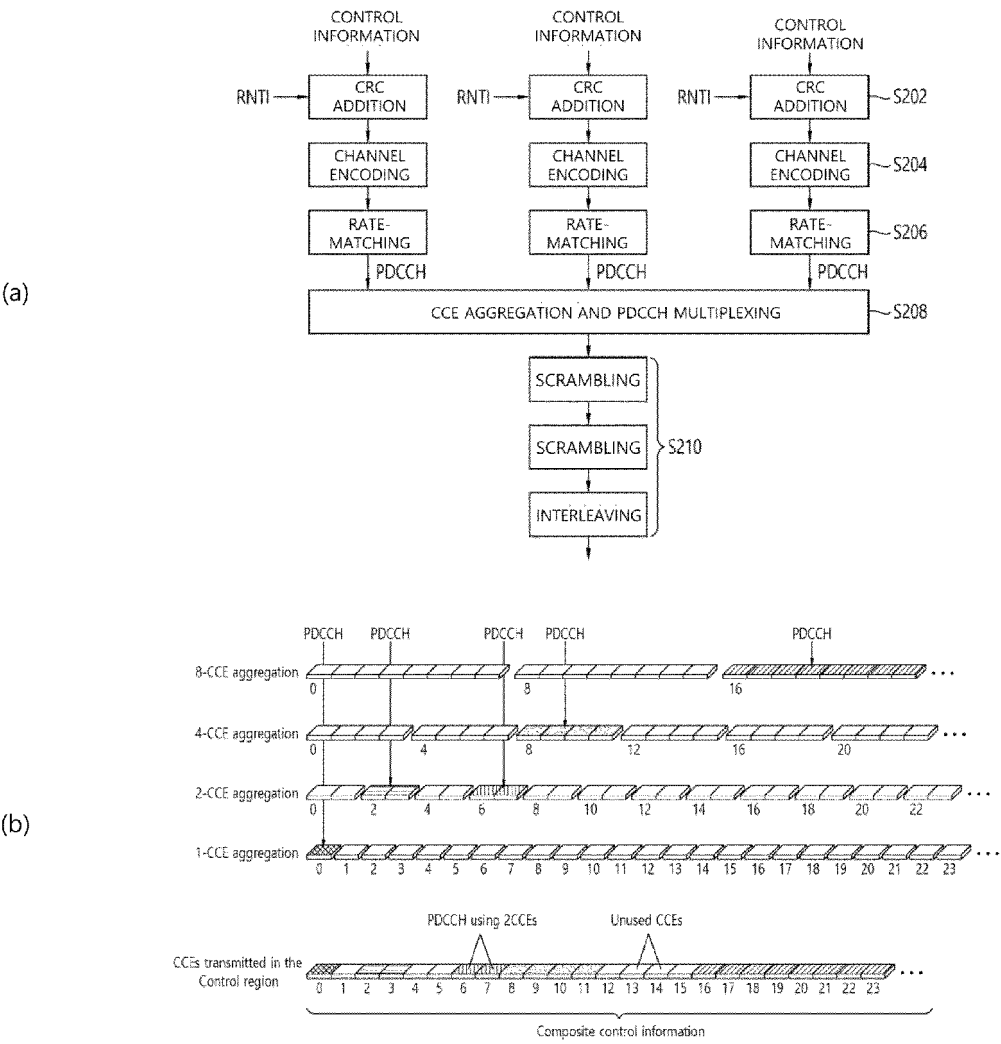 (a)
CONTROL INFORMATION
CONTROL INFORMATION
CONTROL INFORMATION
RNTI
CRC ADDITION
RNTI
CRC ADDITION
RNTI
CRC ADDITION
S202
CHANNEL ENCODING
CHANNEL ENCODING
CHANNEL ENCODING
S204
RATE-MATCHING
RATE-MATCHING
RATE-MATCHING
S206
PDCCH
PDCCH
PDCCH
CCE AGGREGATION AND PDCCH MULTIPLEXING
S208
SCRAMBLING
SCRAMBLING
INTERLEAVING
S210
(b)
PDCCH PDCCH PDCCH PDCCH PDCCH
8-CCE aggregation
0 8 16 ...
4-CCE aggregation
0 4 8 12 16 20 ...
2-CCE aggregation
0 2 4 6 8 10 12 14 16 18 20 22 ...
1-CCE aggregation
0 1 2 3 4 5 6 7 8 9 10 11 12 13 14 15 16 17 18 19 20 21 22 23 ...
PDCCH using 2CCEs
Unused CCEs
CCEs transmitted in the
Control region
0 1 2 3 4 5 6 7 8 9 10 11 12 13 14 15 16 17 18 19 20 21 22 23 ...
Composite control information